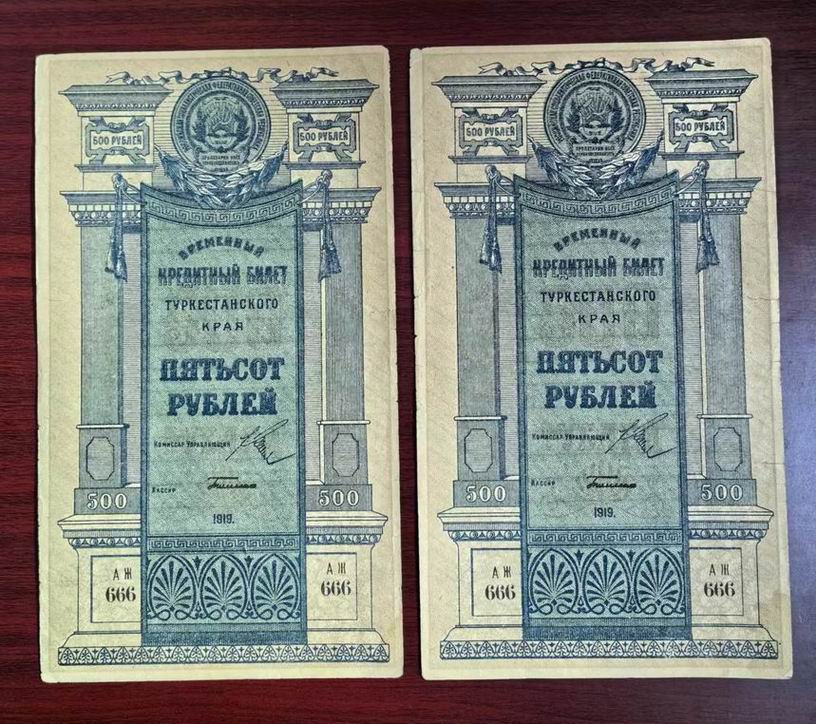 500 РУБЛЕЙ
500 РУБЛЕЙ
ВРЕМЕННЫЙ
КРЕДИТНЫЙ БИЛЕТ
ТУРКЕСТАНСКОГО
КРАЯ
ПЯТЬСОТ
РУБЛЕЙ
КОМИССАР УПРАВЛЯЮЩИЙ
КАССИР
500
500
1919.
АЖ
666
АЖ
666
500 РУБЛЕЙ
500 РУБЛЕЙ
ВРЕМЕННЫЙ
КРЕДИТНЫЙ БИЛЕТ
ТУРКЕСТАНСКОГО
КРАЯ
ПЯТЬСОТ
РУБЛЕЙ
КОМИССАР УПРАВЛЯЮЩИЙ
КАССИР
500
500
1919.
АЖ
666
АЖ
666